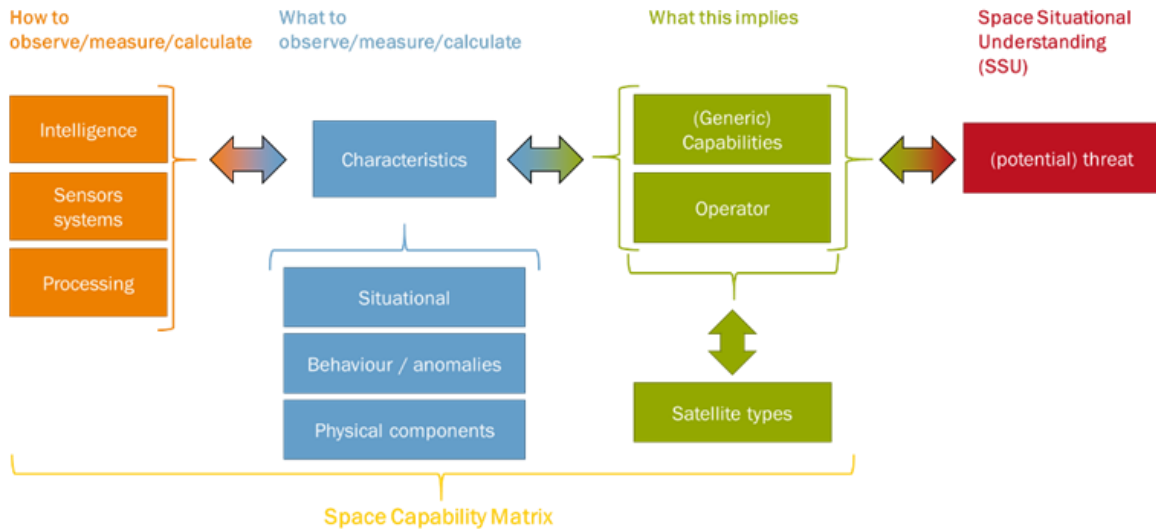 How to
observe/measure/calculate
What to
observe/measure/calculate
What this implies
Space Situational
Understanding
(SSU)
Intelligence
Sensors
systems
Processing
Characteristics
Situational
Behaviour / anomalies
Physical components
(Generic)
Capabilities
Operator
Satellite types
(potential) threat
Space Capability Matrix